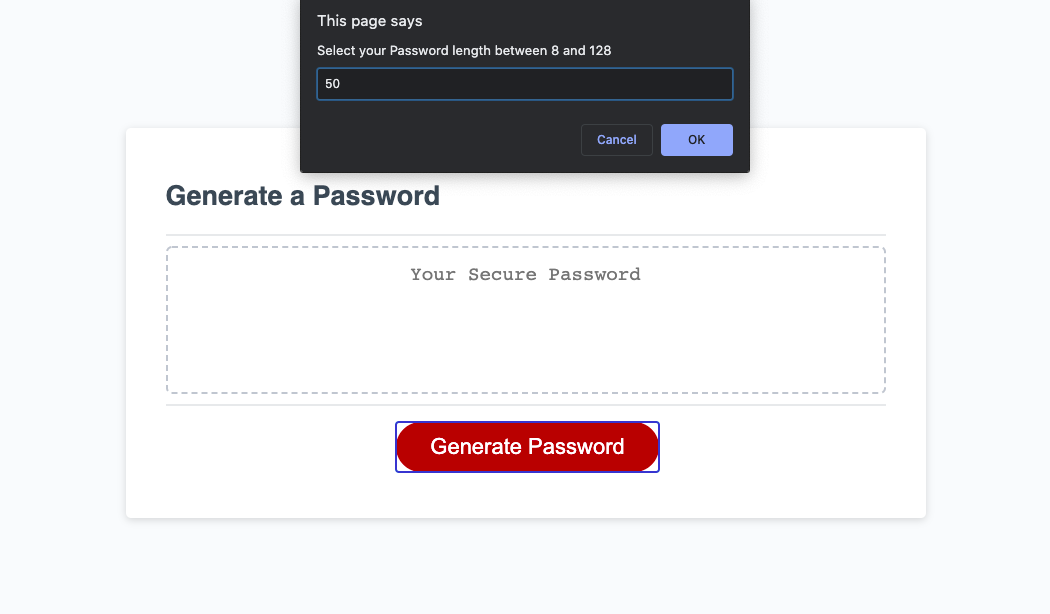 This page says
Select your Password length between 8 and 128
50
Cancel
OK
Generate a Password
Your Secure Password
Generate Password